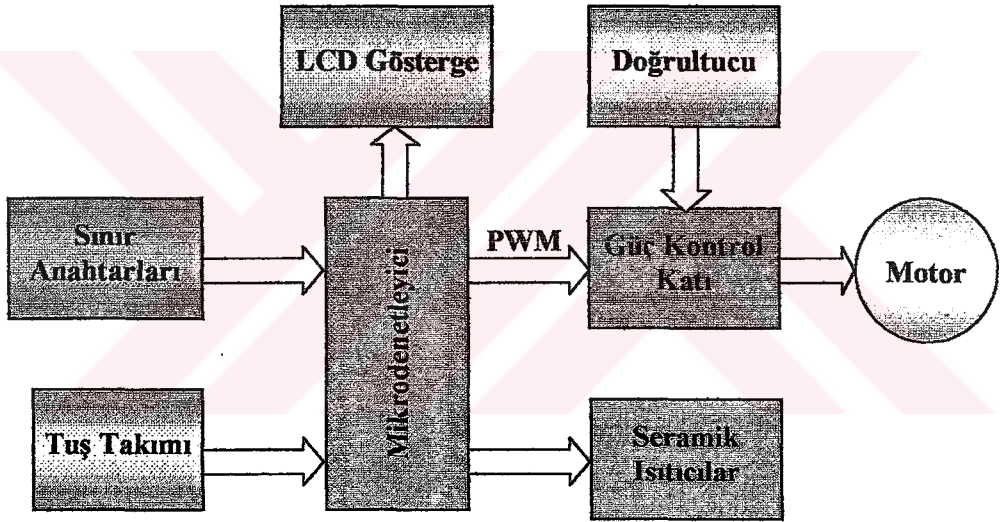 LCD Gösterge
Doğrultucu
Sınır
Anahtarları
Mikrodenetleyici
PWM
Güç Kontrol
Katı
Motor
Tuş Takımı
Seramik
Isıtıcılar